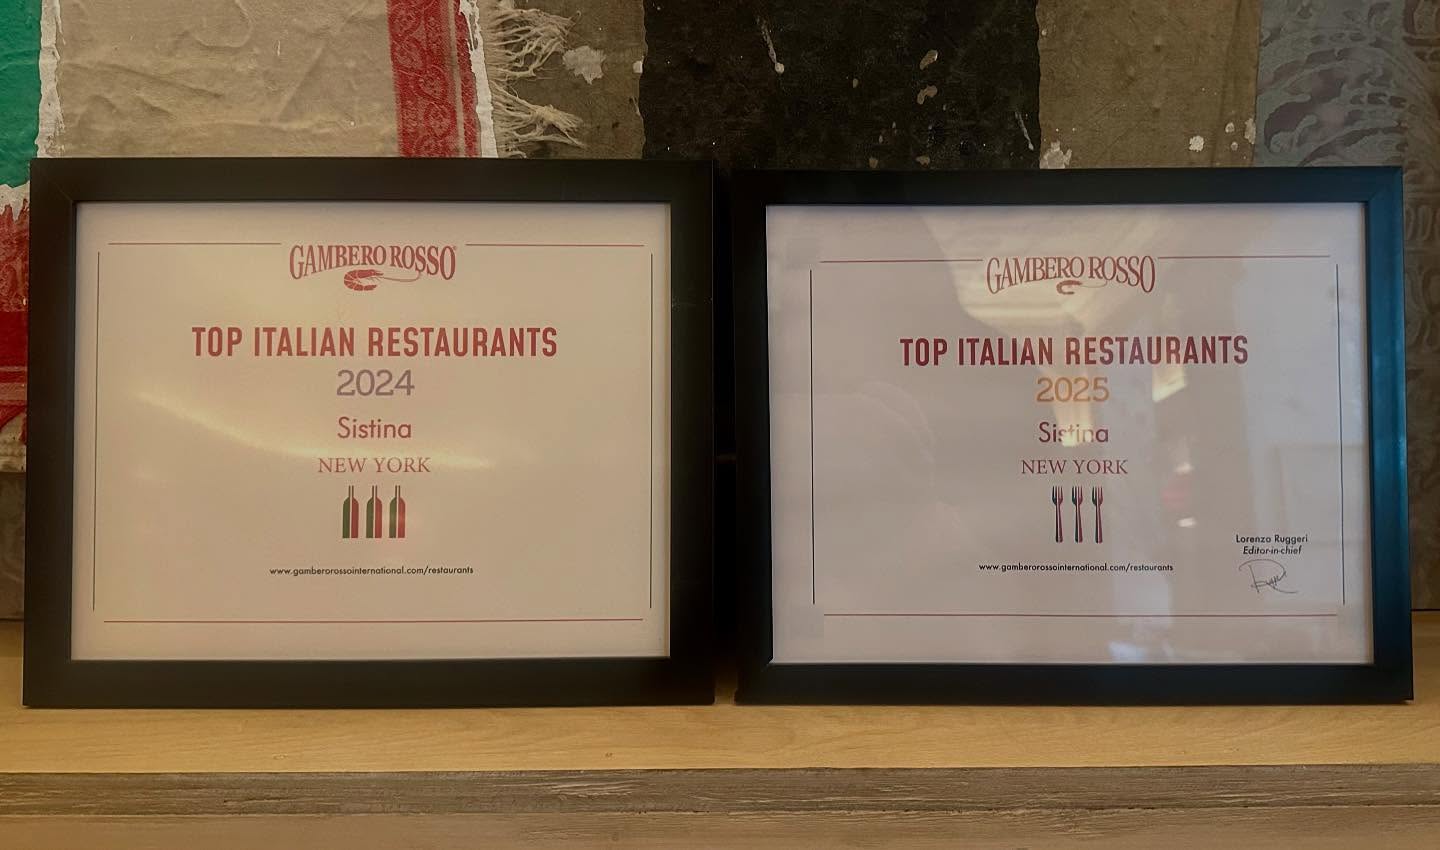 GAMBERO ROSSO®
TOP ITALIAN RESTAURANTS
2024
Sistina
NEW YORK
www.gamberorossointernational.com/restaurants
GAMBERO ROSSO
TOP ITALIAN RESTAURANTS
2025
Sistina
NEW YORK
www.gamberorossointernational.com/restaurants
Lorenzo Ruggeri
Editor-in-chief